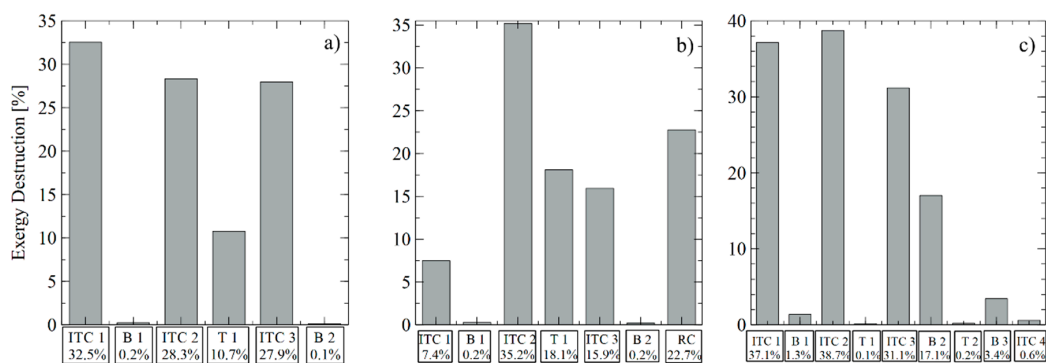 Exergy Destruction [%]
35
30
25
20
15
10
5
0
a)
ITC 1
32.5%
B 1
0.2%
ITC 2
28.3%
T 1
10.7%
ITC 3
27.9%
B 2
0.1%
35
30
25
20
15
10
5
0
b)
ITC 1
7.4%
B 1
0.2%
ITC 2
35.2%
T 1
18.1%
ITC 3
15.9%
B 2
0.2%
RC
22.7%
40
30
20
10
0
c)
ITC 1
37.1%
B 1
1.3%
ITC 2
38.7%
T 1
0.1%
ITC 3
31.1%
B 2
17.1%
T 2
0.2%
B 3
3.4%
ITC 4
0.6%